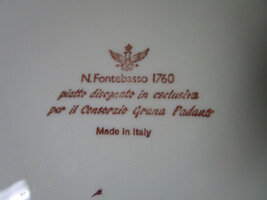 N. Fontebasso 1760
piatto disegnato in esclusiva
per il Consorzio Grana Padano
Made in Italy